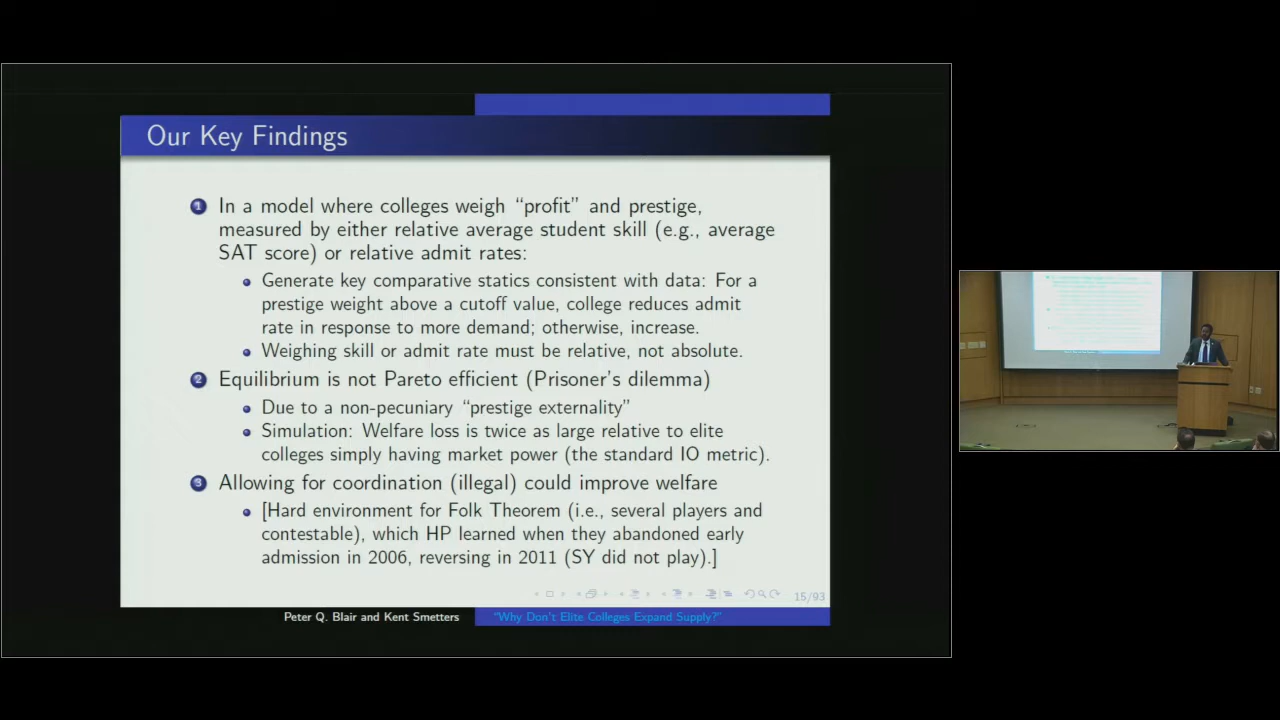 Our Key Findings
1 In a model where colleges weigh “profit” and prestige,
measured by either relative average student skill (e.g., average
SAT score) or relative admit rates:
Generate key comparative statics consistent with data: For a
prestige weight above a cutoff value, college reduces admit
rate in response to more demand; otherwise, increase.
Weighing skill or admit rate must be relative, not absolute.
2 Equilibrium is not Pareto efficient (Prisoner’s dilemma)
Due to a non-pecuniary “prestige externality”
Simulation: Welfare loss is twice as large relative to elite
colleges simply having market power (the standard IO metric).
3 Allowing for coordination (illegal) could improve welfare
[Hard environment for Folk Theorem (i.e., several players and
contestable), which HP learned when they abandoned early
admission in 2006, reversing in 2011 (SY did not play).]
15/93
Peter Q. Blair and Kent Smetters
“Why Don’t Elite Colleges Expand Supply?”